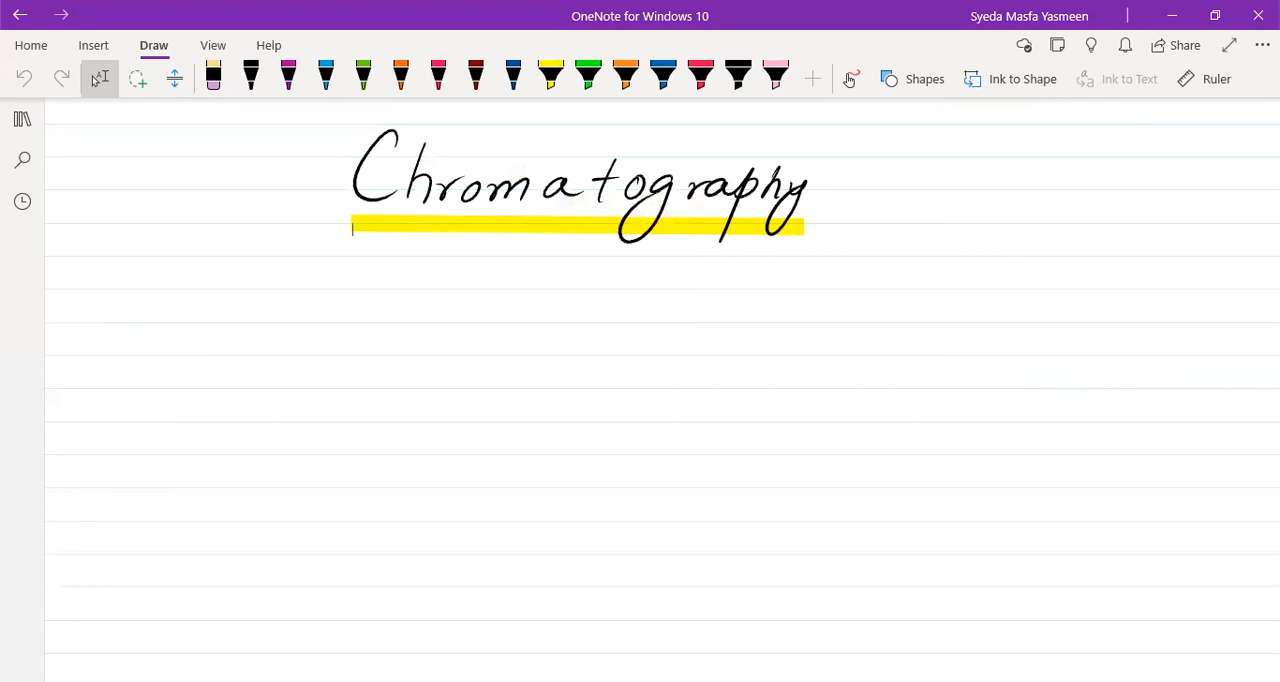 OneNote for Windows 10
Syeda Masfa Yasmeen
Home Insert Draw View Help
Share
Shapes Ink to Shape Ink to Text Ruler
Chromatography